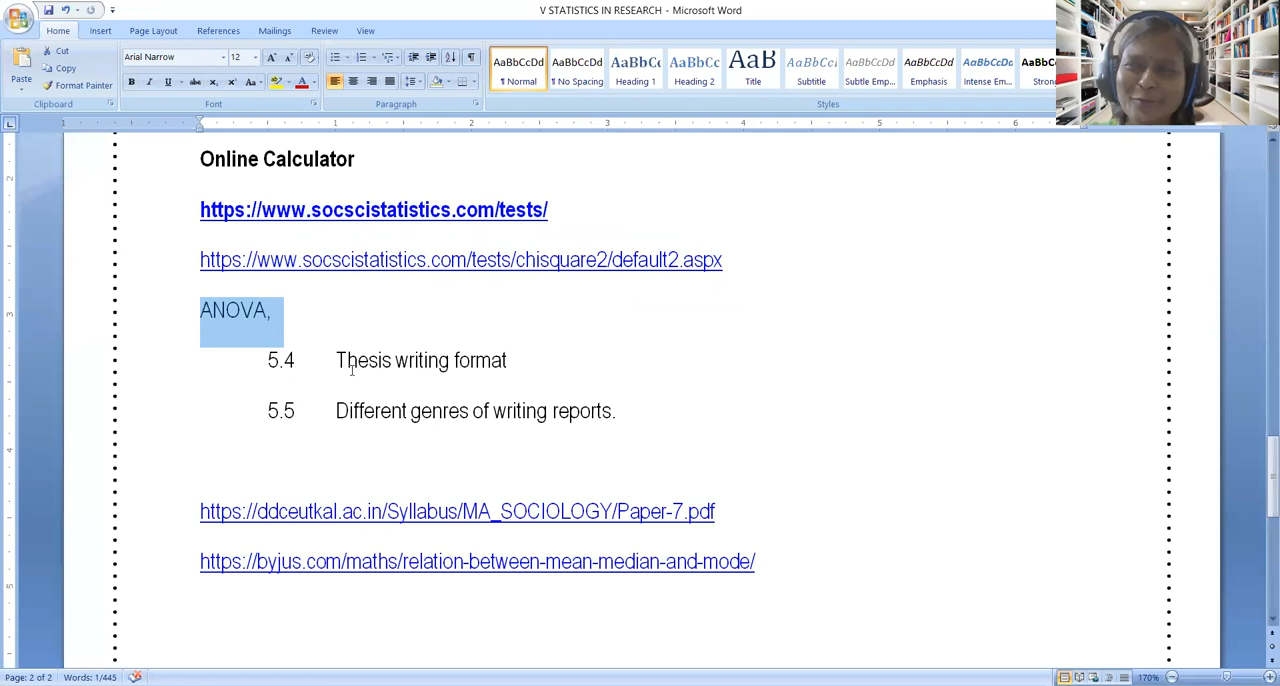 V STATISTICS IN RESEARCH - Microsoft Word
Home Insert Page Layout References Mailings Review View
Paste
Cut
Copy
Format Painter
Clipboard
Arial Narrow 12
Font
Paragraph
AaBbCcDd AaBbCcDd AaBbCc AaBbCc AaB AaBbCcl AaBbCcDd AaBbCcDd AaBbCcDd
¶ Normal ¶ No Spacing Heading 1 Heading 2 Title Subtitle Subtle Emp... Emphasis Intense Em...
Styles
Online Calculator
https://www.socscistatistics.com/tests/
https://www.socscistatistics.com/tests/chisquare2/default2.aspx
ANOVA,
5.4 Thesis writing format
5.5 Different genres of writing reports.
https://ddceutkal.ac.in/Syllabus/MA_SOCIOLOGY/Paper-7.pdf
https://byjus.com/maths/relation-between-mean-median-and-mode/
Page: 2 of 2 Words: 1/445 170%